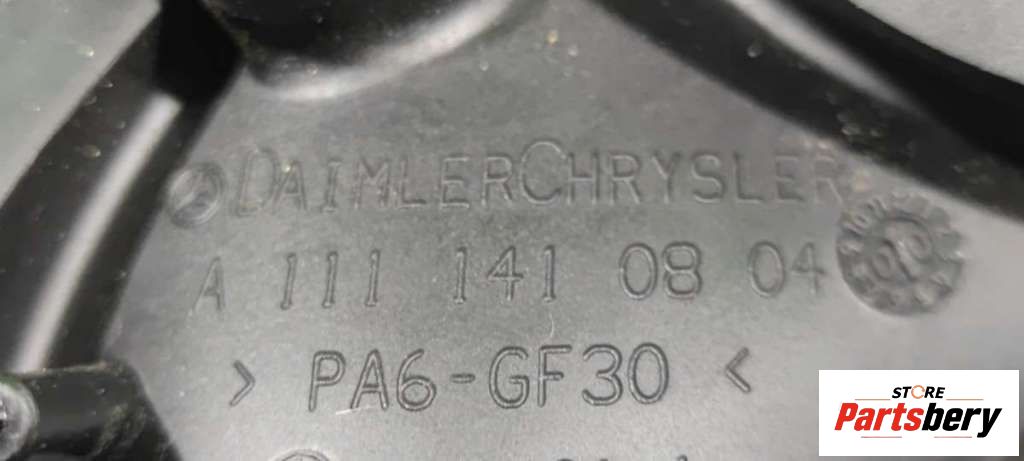 DAIMLERCHRYSLER
A 111 141 08 04
> PA6-GF30 <
STORE
Partsbery